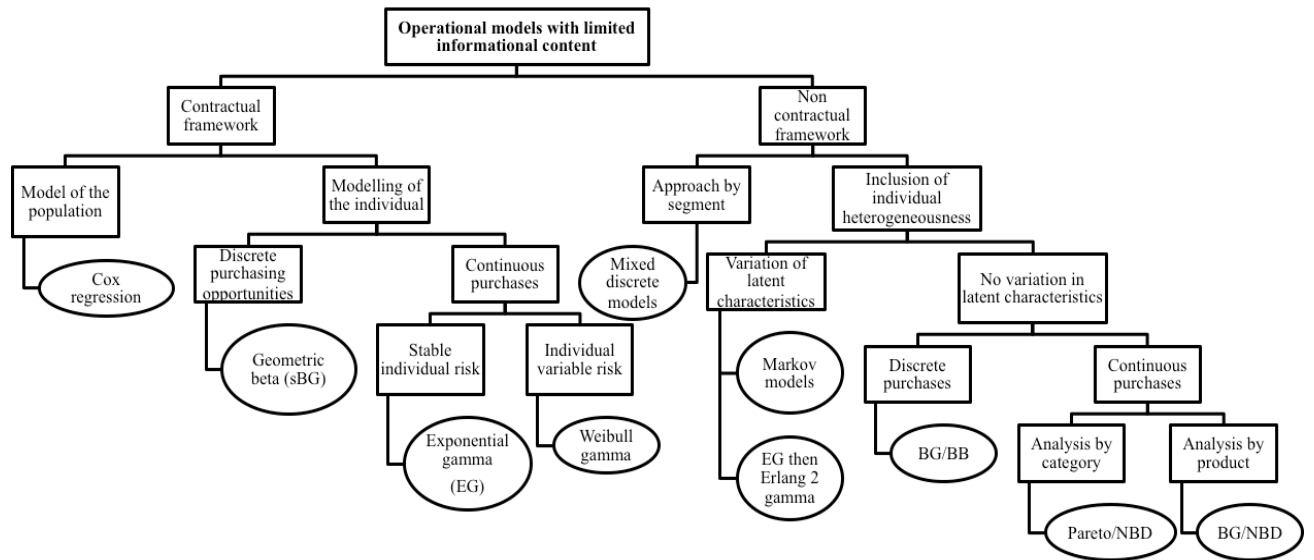 Operational models with limited
informational content
Contractual
framework
Non
contractual
framework
Model of the
population
Modelling of
the individual
Approach by
segment
Inclusion of
individual
heterogeneousness
Cox
regression
Discrete
purchasing
opportunities
Continuous
purchases
Mixed
discrete
models
Variation of
latent
characteristics
No variation in
latent characteristics
Geometric
beta (sBG)
Stable
individual risk
Individual
variable risk
Markov
models
Discrete
purchases
Continuous
purchases
Exponential
gamma
(EG)
Weibull
gamma
EG then
Erlang 2
gamma
BG/BB
Analysis by
category
Analysis by
product
Pareto/NBD
BG/NBD